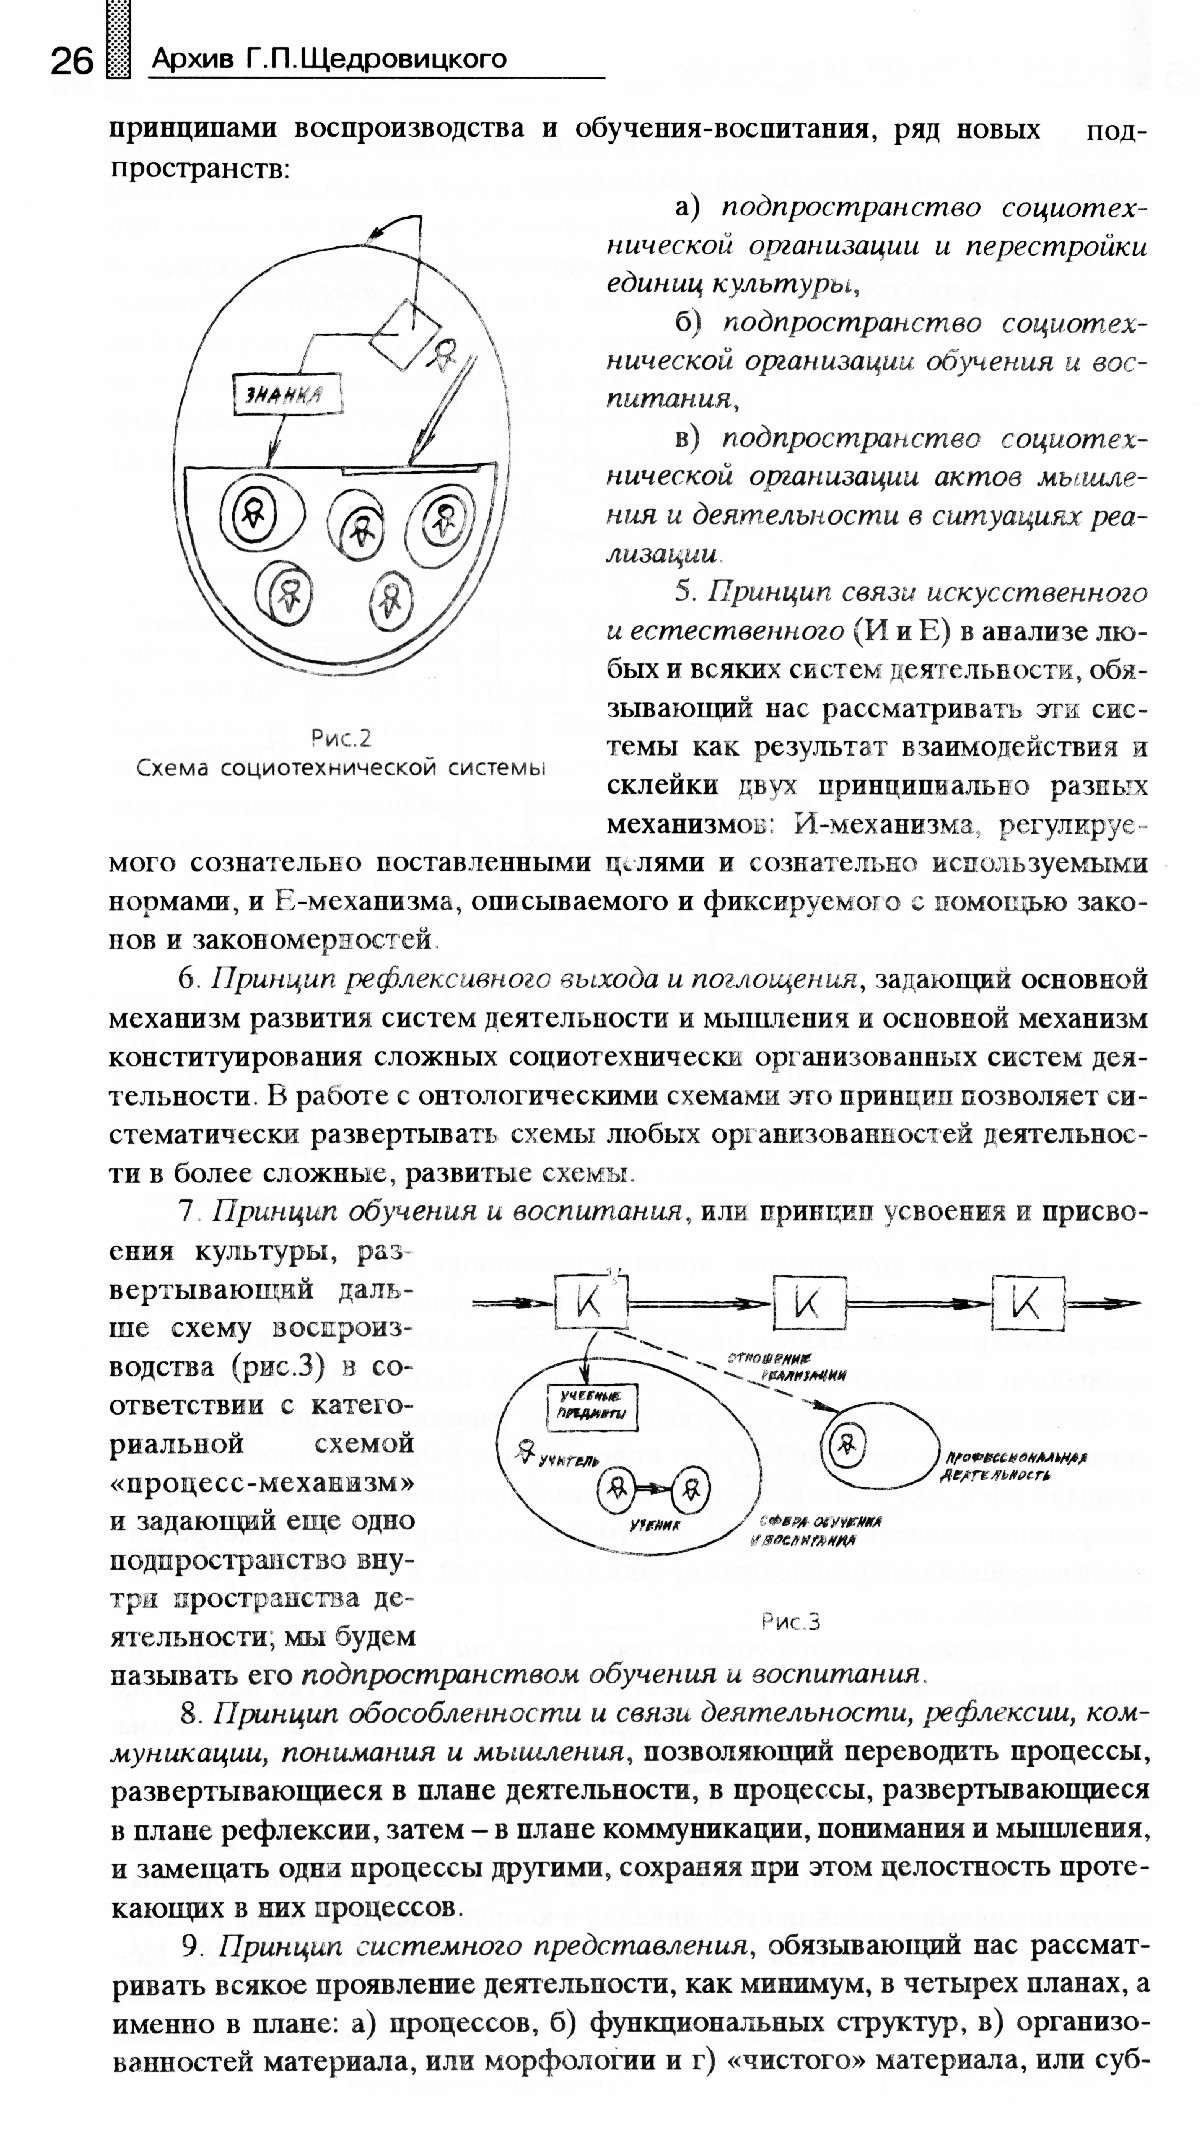 26
Архив Г.П.Щедровицкого
принципами воспроизводства и обучения-воспитания, ряд новых под-
пространств:
а) подпространство социотех-
нической организации и перестройки
единиц культуры,
б) подпространство социотех-
нической организации обучения и вос-
питания,
в) подпространство социотех-
нической организации актов мышле-
ния и деятельности в ситуациях реа-
лизации.
ЗНАНИЯ
Рис.2
Схема социотехнической системы
5. Принцип связи искусственного
и естественного (И и Е) в анализе лю-
бых и всяких систем деятельности, обя-
зывающий нас рассматривать эти сис-
темы как результат взаимодействия и
склейки двух принципиально разных
механизмов: И-механизма, регулируе-
мого сознательно поставленными целями и сознательно используемыми
нормами, и Е-механизма, описываемого и фиксируемого с помощью зако-
нов и закономерностей.
6. Принцип рефлексивного выхода и поглощения, задающий основной
механизм развития систем деятельности и мышления и основной механизм
конституирования сложных социотехнически организованных систем дея-
тельности. В работе с онтологическими схемами это принцип позволяет си-
стематически развертывать схемы любых организованностей деятельнос-
ти в более сложные, развитые схемы.
7. Принцип обучения и воспитания, или принцип усвоения и присво-
ения культуры, раз-
вертывающий даль-
ше схему воспроиз-
водства (рис.3) в со-
ответствии с катего-
риальной схемой
«процесс-механизм»
и задающий еще одно
подпространство вну-
три пространства де-
ятельности; мы будем
К К К
ОТНОШЕНИЕ
РЕАЛИЗАЦИИ
УЧЕБНЫЕ
ПРЕДМЕТЫ
УЧИТЕЛЬ
УЧЕНИК
ПРОФЕССИОНАЛЬНАЯ
ДЕЯТЕЛЬНОСТЬ
СФЕРА ОБУЧЕНИЯ
И ВОСПИТАНИЯ
Рис.3
называть его подпространством обучения и воспитания.
8. Принцип обособленности и связи деятельности, рефлексии, ком-
муникации, понимания и мышления, позволяющий переводить процессы,
развертывающиеся в плане деятельности, в процессы, развертывающиеся
в плане рефлексии, затем – в плане коммуникации, понимания и мышления,
и замещать одни процессы другими, сохраняя при этом целостность проте-
кающих в них процессов.
9. Принцип системного представления, обязывающий нас рассмат-
ривать всякое проявление деятельности, как минимум, в четырех планах, а
именно в плане: а) процессов, б) функциональных структур, в) организо-
ванностей материала, или морфологии и г) «чистого» материала, или суб-